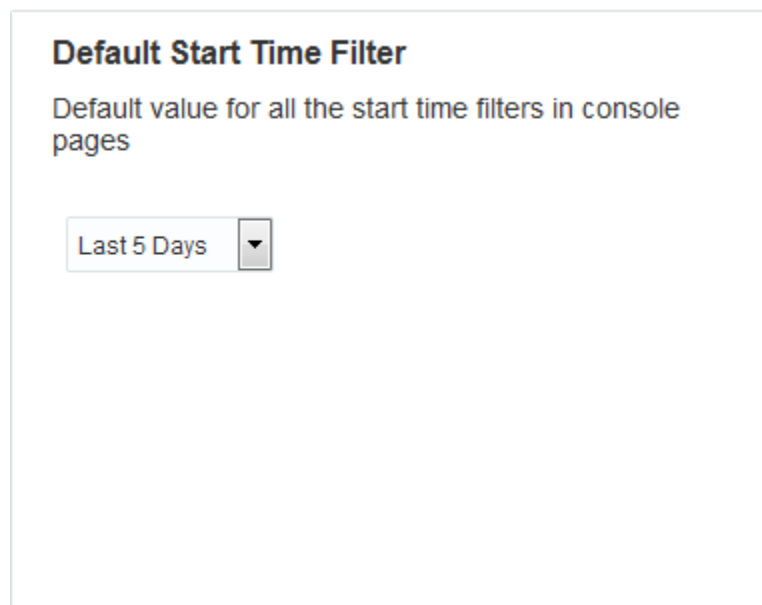 Default Start Time Filter
Default value for all the start time filters in console
pages
Last 5 Days